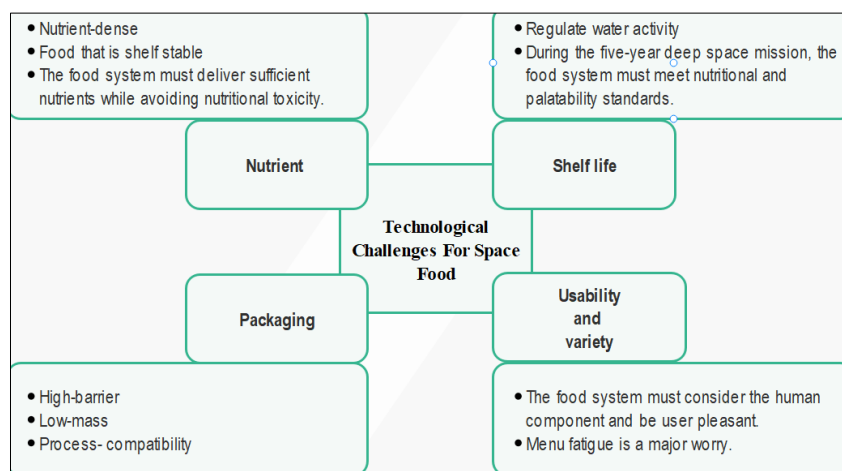 ● Nutrient-dense
● Food that is shelf stable
● The food system must deliver sufficient
nutrients while avoiding nutritional toxicity.
● Regulate water activity
● During the five-year deep space mission, the
food system must meet nutritional and
palatability standards.
Nutrient
Shelf life
Technological
Challenges For Space
Food
Packaging
Usability
and
variety
● High-barrier
● Low-mass
● Process- compatibility
● The food system must consider the human
component and be user pleasant.
● Menu fatigue is a major worry.